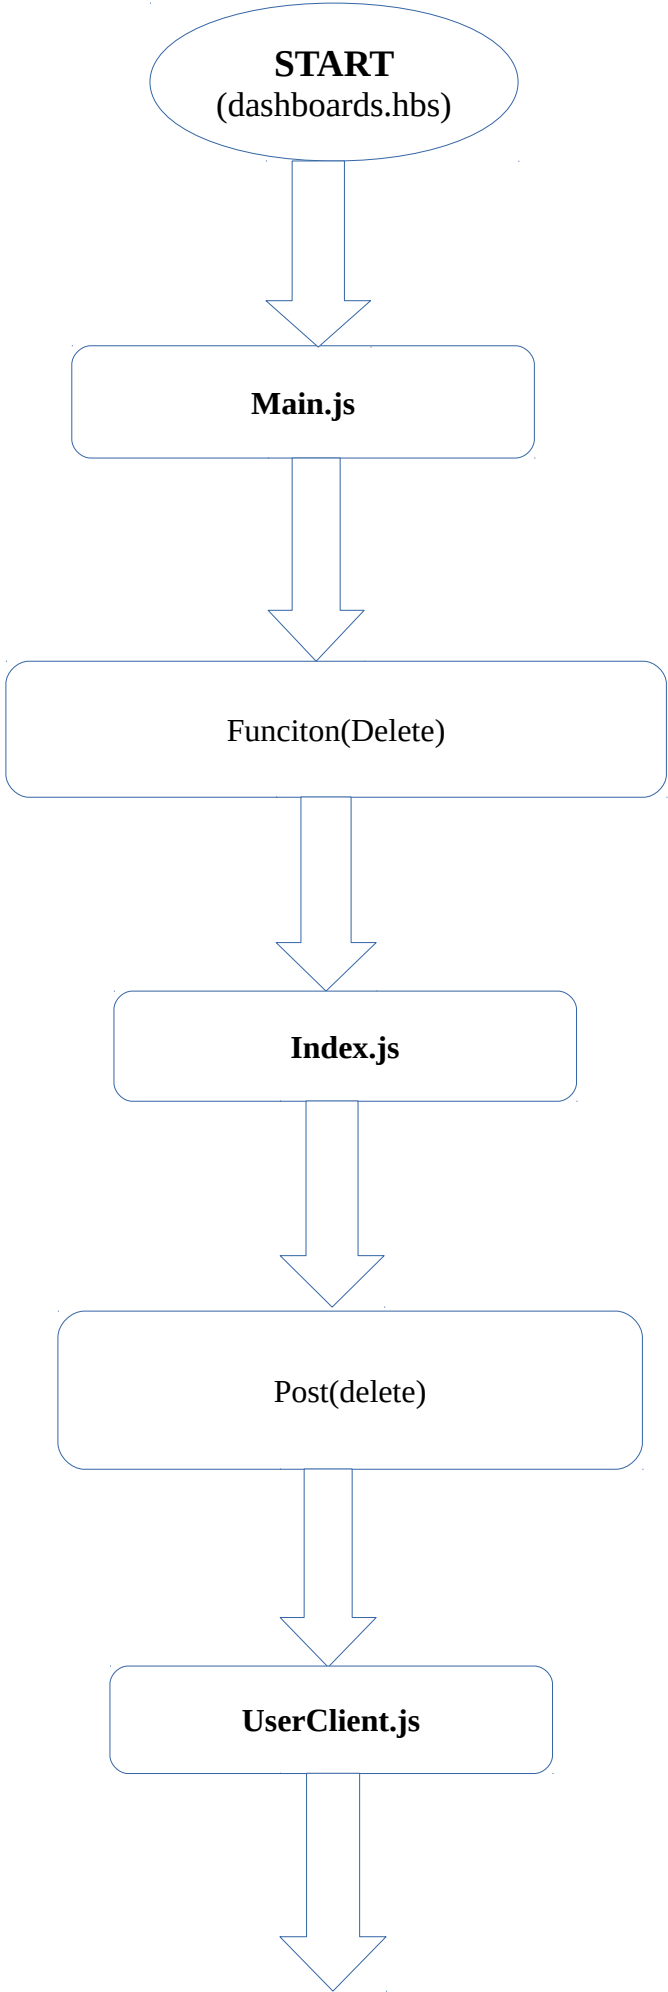 START
(dashboards.hbs)
Main.js
Funciton(Delete)
Index.js
Post(delete)
UserClient.js